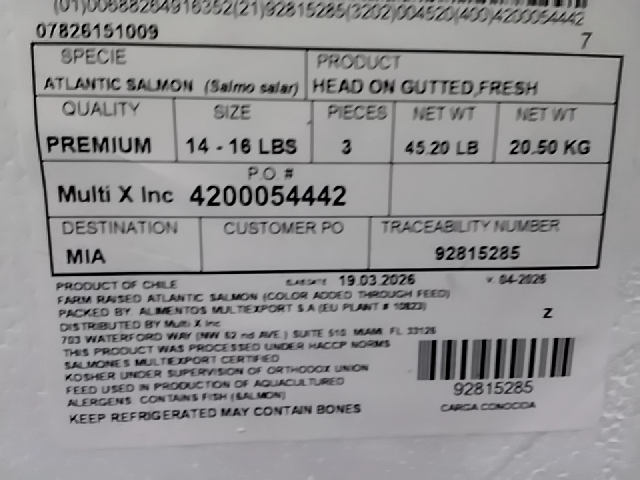 (01)00688264916352(21)92815285(3202)004520(400)4200054442
07826151009
7
SPECIE PRODUCT
ATLANTIC SALMON (Salmo salar) HEAD ON GUTTED,FRESH
QUALITY SIZE PIECES NET WT NET WT
PREMIUM 14 - 16 LBS 3 45.20 LB 20.50 KG
P.O. #
Multi X Inc 4200054442
DESTINATION CUSTOMER PO TRACEABILITY NUMBER
MIA 92815285
PRODUCT OF CHILE 19.03.2026 V. 04-2025
FARM RAISED ATLANTIC SALMON (COLOR ADDED THROUGH FEED)
PACKED BY ALIMENTOS MULTIEXPORT S.A (EU PLANT # 10823)
Z
DISTRIBUTED BY Multi X Inc
703 WATERFORD WAY (NW 62 nd AVE ) SUITE 510 MIAMI, FL 33126
THIS PRODUCT WAS PROCESSED UNDER HACCP NORMS
SALMONES MULTIEXPORT CERTIFIED
KOSHER UNDER SUPERVISION OF ORTHODOX UNION
FEED USED IN PRODUCTION OF AQUACULTURED
ALERGENS CONTAINS FISH (SALMON)
KEEP REFRIGERATED MAY CONTAIN BONES
92815285
CARGA CONOCIDA